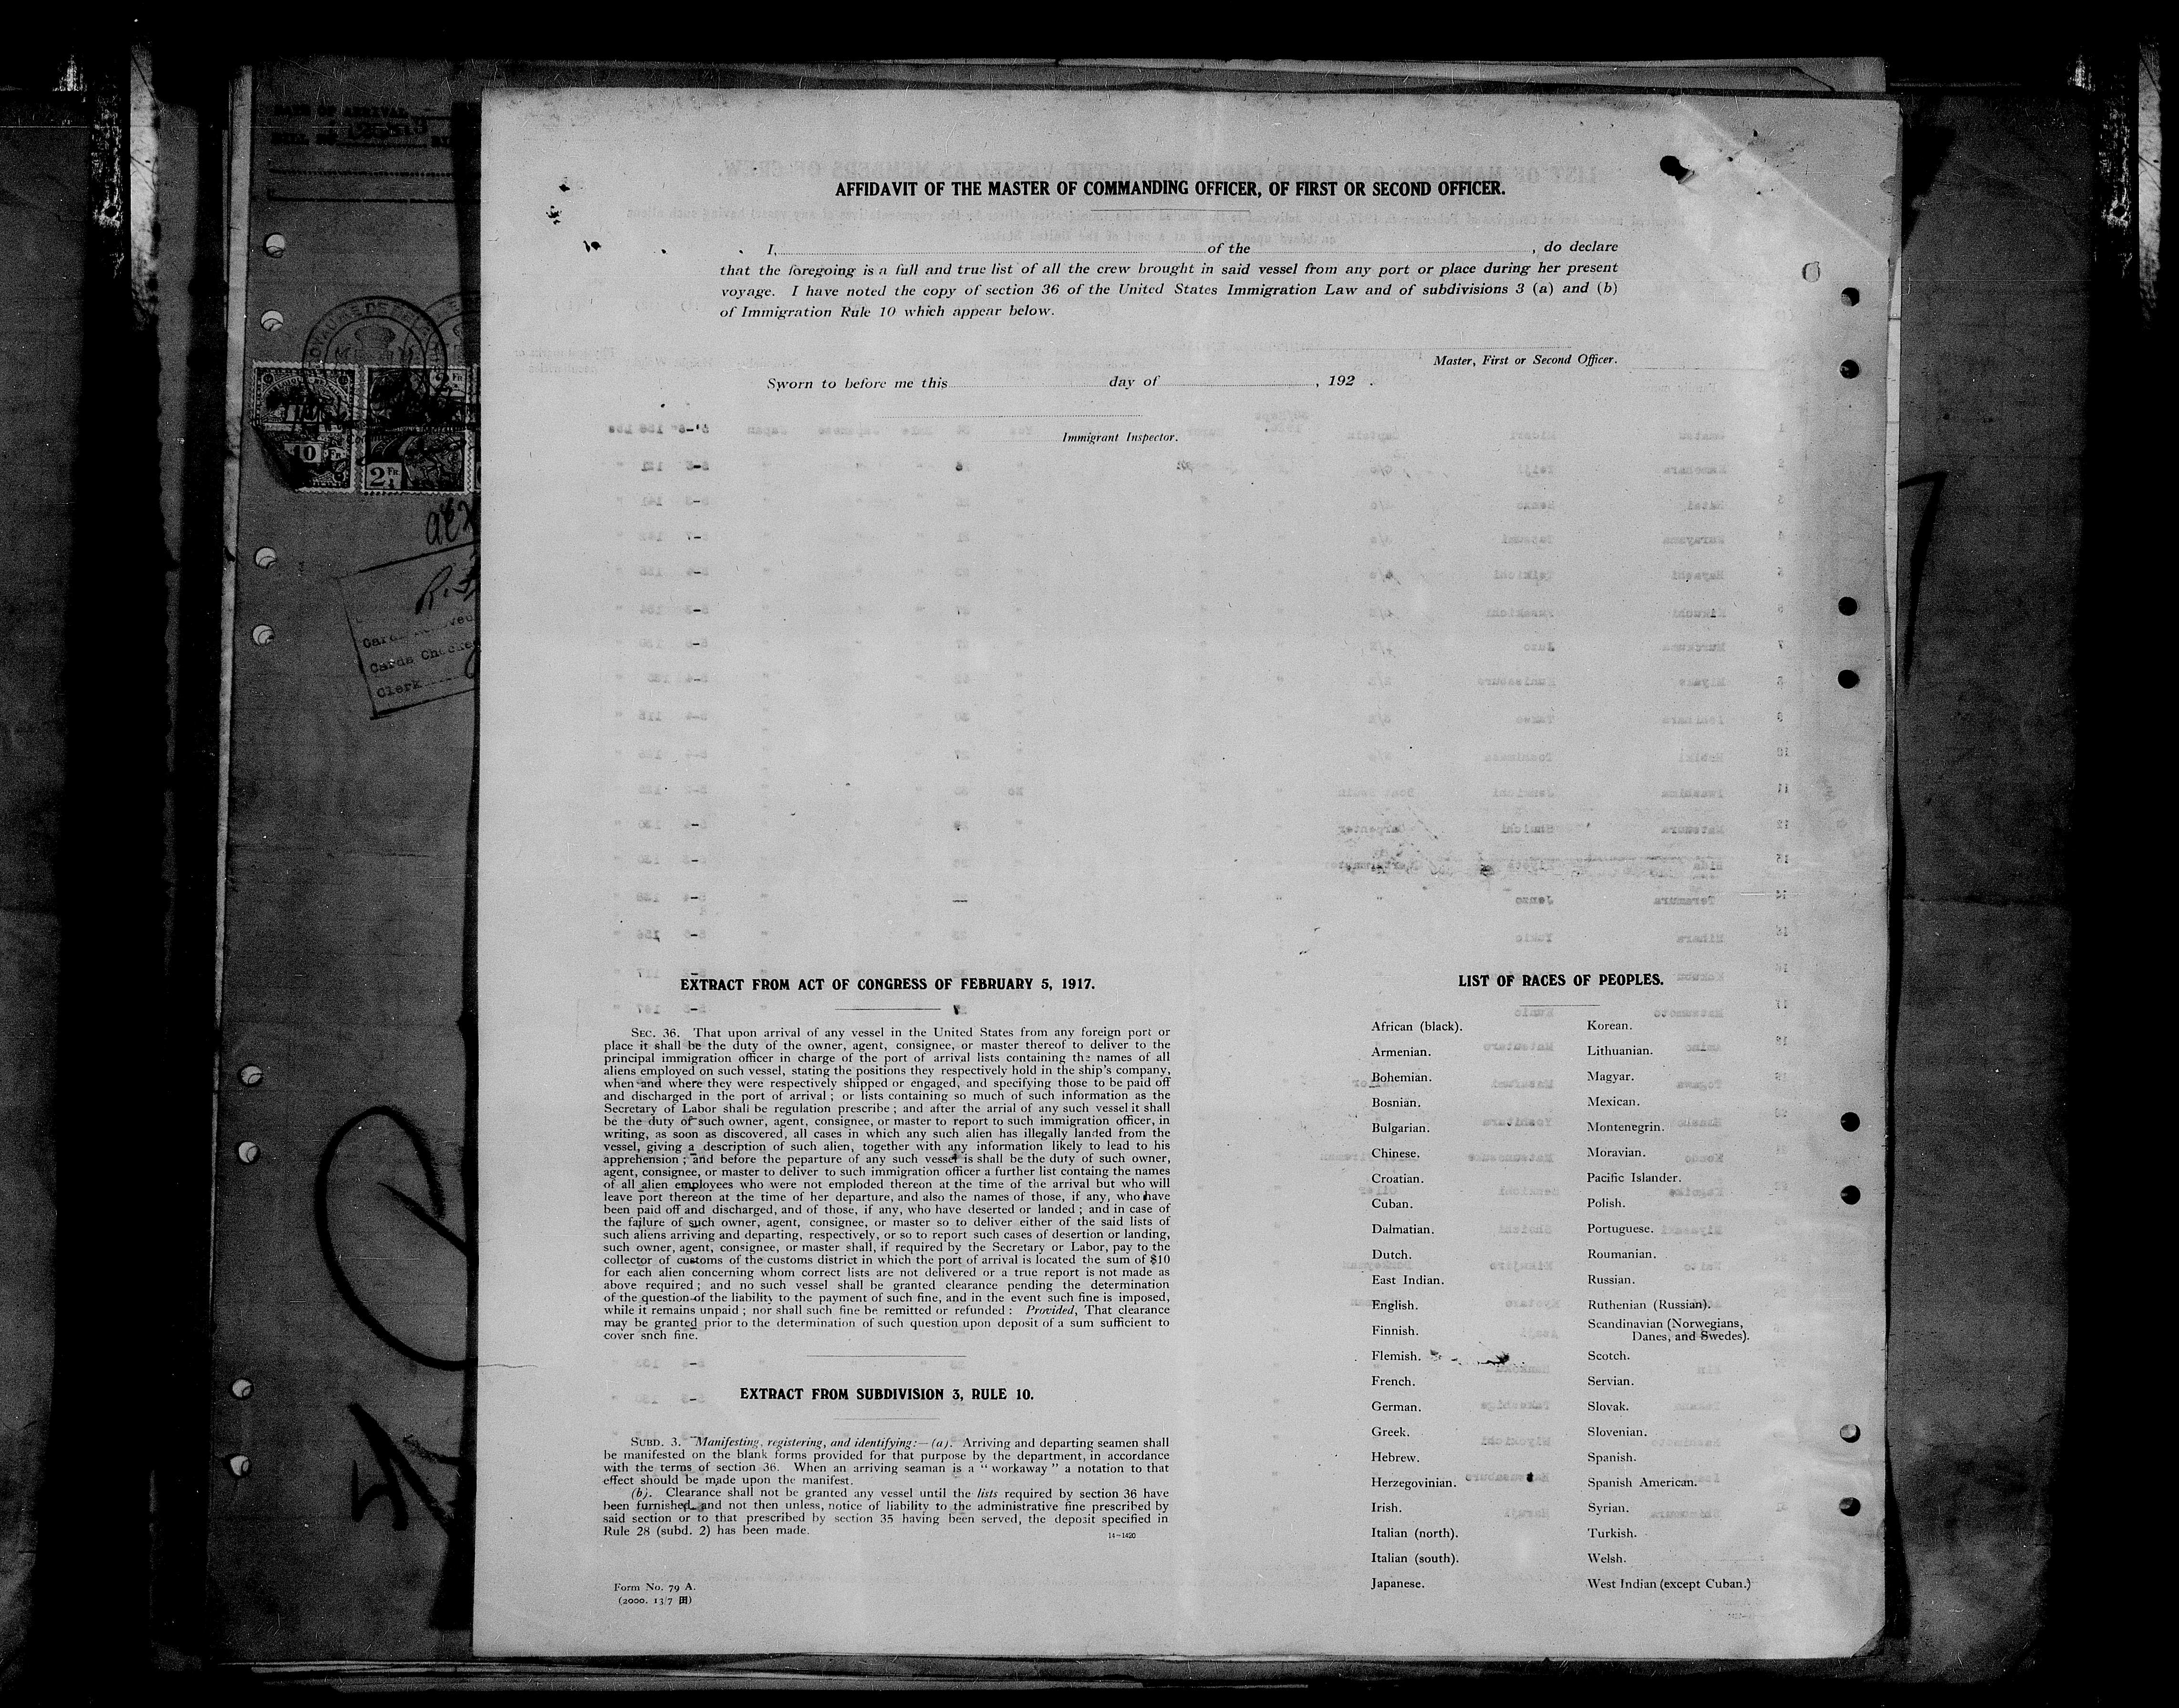 AFFIDAVIT OF THE MASTER OF COMMANDING OFFICER, OF FIRST OR SECOND OFFICER.
I, of the , do declare
that the foregoing is a full and true list of all the crew brought in said vessel from any port or place during her present
voyage. I have noted the copy of section 36 of the United States Immigration Law and of subdivisions 3 (a) and (b)
of Immigration Rule 10 which appear below.
Master, First or Second Officer.
Sworn to before me this day of , 192 .
Immigrant Inspector.
10
2 Fr.
Cards Checked
Clerk
EXTRACT FROM ACT OF CONGRESS OF FEBRUARY 5, 1917.
SEC. 36. That upon arrival of any vessel in the United States from any foreign port or
place it shall be the duty of the owner, agent, consignee, or master thereof to deliver to the
principal immigration officer in charge of the port of arrival lists containing the names of all
aliens employed on such vessel, stating the positions they respectively hold in the ship's company,
when and where they were respectively shipped or engaged, and specifying those to be paid off
and discharged in the port of arrival ; or lists containing so much of such information as the
Secretary of Labor shall be regulation prescribe ; and after the arrial of any such vessel it shall
be the duty of such owner, agent, consignee, or master to report to such immigration officer, in
writing, as soon as discovered, all cases in which any such alien has illegally landed from the
vessel, giving a description of such alien, together with any information likely to lead to his
apprehension ; and before the peparture of any such vessel is shall be the duty of such owner,
agent, consignee, or master to deliver to such immigration officer a further list containg the names
of all alien employees who were not emploded thereon at the time of the arrival but who will
leave port thereon at the time of her departure, and also the names of those, if any, who have
been paid off and discharged, and of those, if any, who have deserted or landed ; and in case of
the failure of such owner, agent, consignee, or master so to deliver either of the said lists of
such aliens arriving and departing, respectively, or so to report such cases of desertion or landing,
such owner, agent, consignee, or master shall, if required by the Secretary or Labor, pay to the
collector of customs of the customs district in which the port of arrival is located the sum of $10
for each alien concerning whom correct lists are not delivered or a true report is not made as
above required ; and no such vessel shall be granted clearance pending the determination
of the question of the liability to the payment of such fine, and in the event such fine is imposed,
while it remains unpaid ; nor shall such fine be remitted or refunded : Provided, That clearance
may be granted prior to the determination of such question upon deposit of a sum sufficient to
cover snch fine.
EXTRACT FROM SUBDIVISION 3, RULE 10.
SUBD. 3. Manifesting, registering, and identifying:—(a). Arriving and departing seamen shall
be manifested on the blank forms provided for that purpose by the department, in accordance
with the terms of section 36. When an arriving seaman is a "workaway" a notation to that
effect should be made upon the manifest.
(b). Clearance shall not be granted any vessel until the lists required by section 36 have
been furnished and not then unless, notice of liability to the administrative fine prescribed by
said section or to that prescribed by section 35 having been served, the deposit specified in
Rule 28 (subd. 2) has been made.
14—1420
Form No. 79 A.
(2000. 13/7 田)
LIST OF RACES OF PEOPLES.
African (black).
Armenian.
Bohemian.
Bosnian.
Bulgarian.
Chinese.
Croatian.
Cuban.
Dalmatian.
Dutch.
East Indian.
English.
Finnish.
Flemish.
French.
German.
Greek.
Hebrew.
Herzegovinian.
Irish.
Italian (north).
Italian (south).
Japanese.
Korean.
Lithuanian.
Magyar.
Mexican.
Montenegrin.
Moravian.
Pacific Islander.
Polish.
Portuguese.
Roumanian.
Russian.
Ruthenian (Russian).
Scandinavian (Norwegians,
Danes, and Swedes).
Scotch.
Servian.
Slovak.
Slovenian.
Spanish.
Spanish American.
Syrian.
Turkish.
Welsh.
West Indian (except Cuban.)